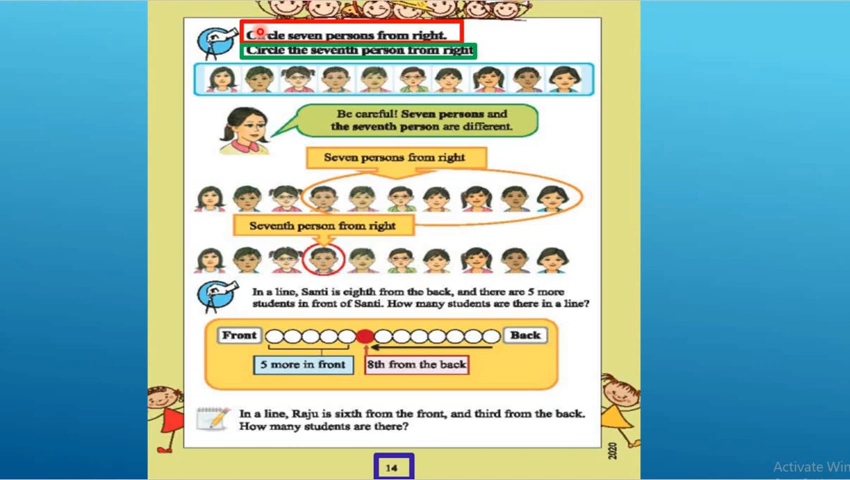 Circle seven persons from right.
Circle the seventh person from right
Be careful! Seven persons and
the seventh person are different.
Seven persons from right
Seventh person from right
In a line, Santi is eighth from the back, and there are 5 more
students in front of Santi. How many students are there in a line?
Front
Back
5 more in front
8th from the back
In a line, Raju is sixth from the front, and third from the back.
How many students are there?
14
2020
Activate Win